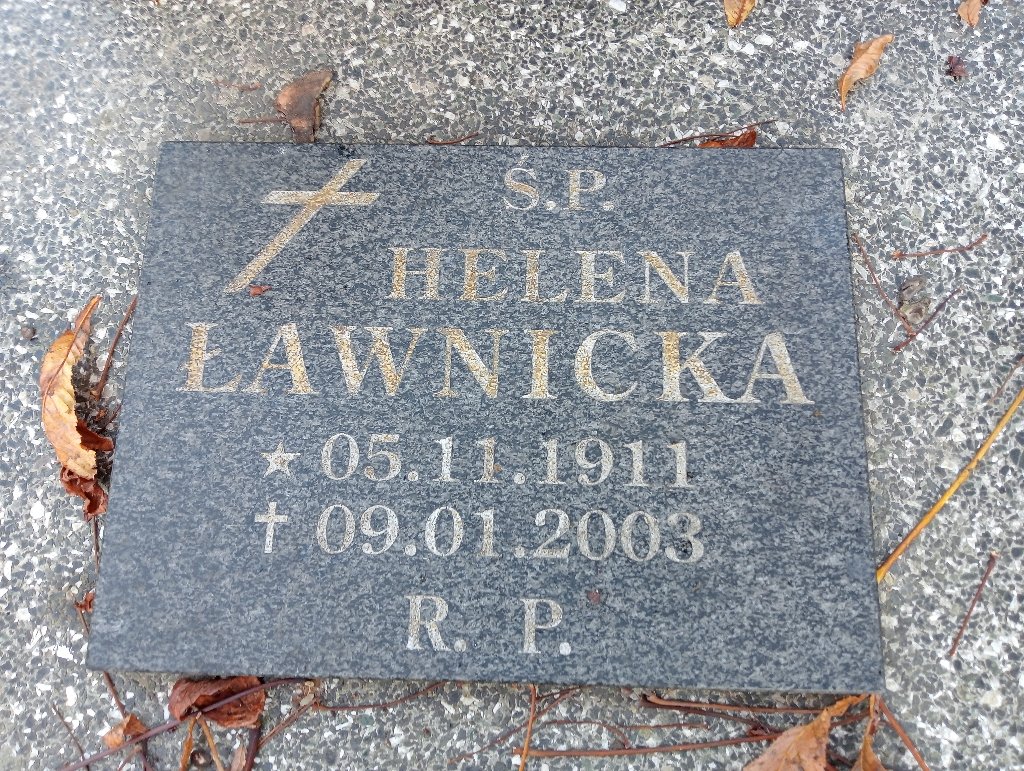 Ś.P.
HELENA
ŁAWNICKA
05.11.1911
09.01.2003
R. P.